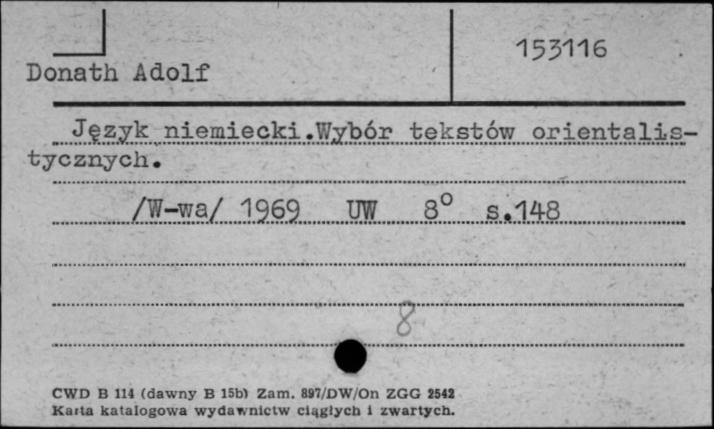 153116
Donath Adolf
Język niemiecki.Wybór tekstów orientalis-
tycznych.
/W-wa/ 1969 UW 8° s.148
8
CWD B 114 (dawny B 15b) Zam. 897/DW/On ZGG 2542
Karta katalogowa wydawnictw ciągłych i zwartych.